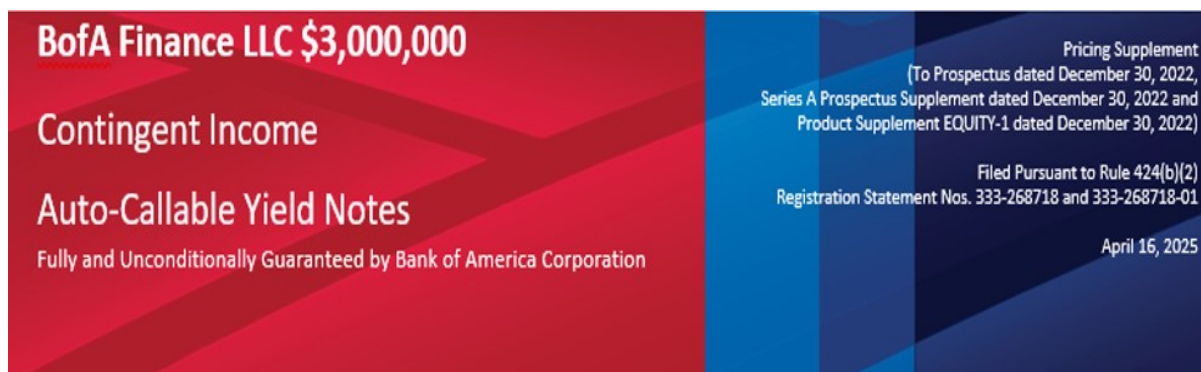 BofA Finance LLC $3,000,000
Contingent Income
Auto-Callable Yield Notes
Fully and Unconditionally Guaranteed by Bank of America Corporation
Pricing Supplement
(To Prospectus dated December 30, 2022,
Series A Prospectus Supplement dated December 30, 2022 and
Product Supplement EQUITY-1 dated December 30, 2022)
Filed Pursuant to Rule 424(b)(2)
Registration Statement Nos. 333-268718 and 333-268718-01
April 16, 2025